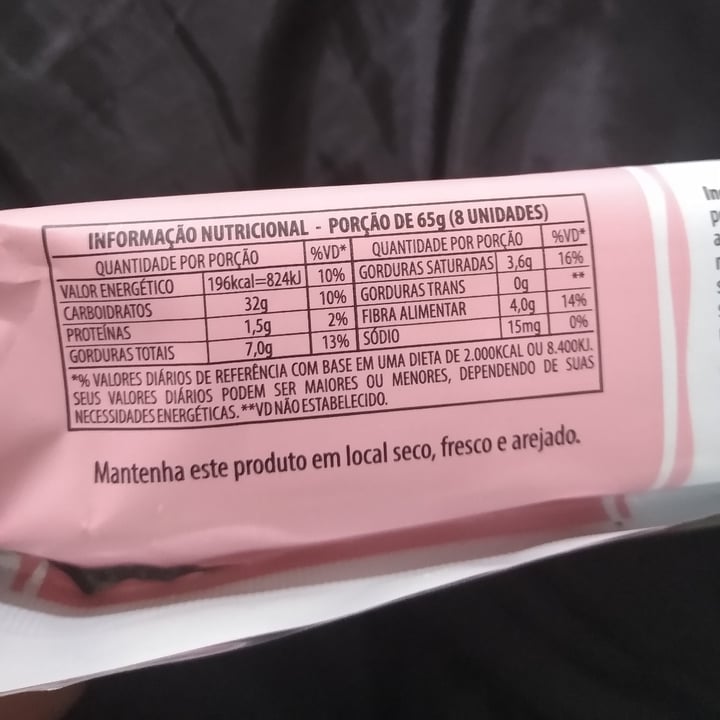 INFORMAÇÃO NUTRICIONAL - PORÇÃO DE 65g (8 UNIDADES)
QUANTIDADE POR PORÇÃO %VD* QUANTIDADE POR PORÇÃO %VD*
VALOR ENERGÉTICO 196kcal=824kJ 10% GORDURAS SATURADAS 3,6g 16%
CARBOIDRATOS 32g 10% GORDURAS TRANS 0g **
PROTEÍNAS 1,5g 2% FIBRA ALIMENTAR 4,0g 14%
GORDURAS TOTAIS 7,0g 13% SÓDIO 15mg 0%
*% VALORES DIÁRIOS DE REFERÊNCIA COM BASE EM UMA DIETA DE 2.000KCAL OU 8.400KJ.
SEUS VALORES DIÁRIOS PODEM SER MAIORES OU MENORES, DEPENDENDO DE SUAS
NECESSIDADES ENERGÉTICAS. **VD NÃO ESTABELECIDO.
Mantenha este produto em local seco, fresco e arejado.